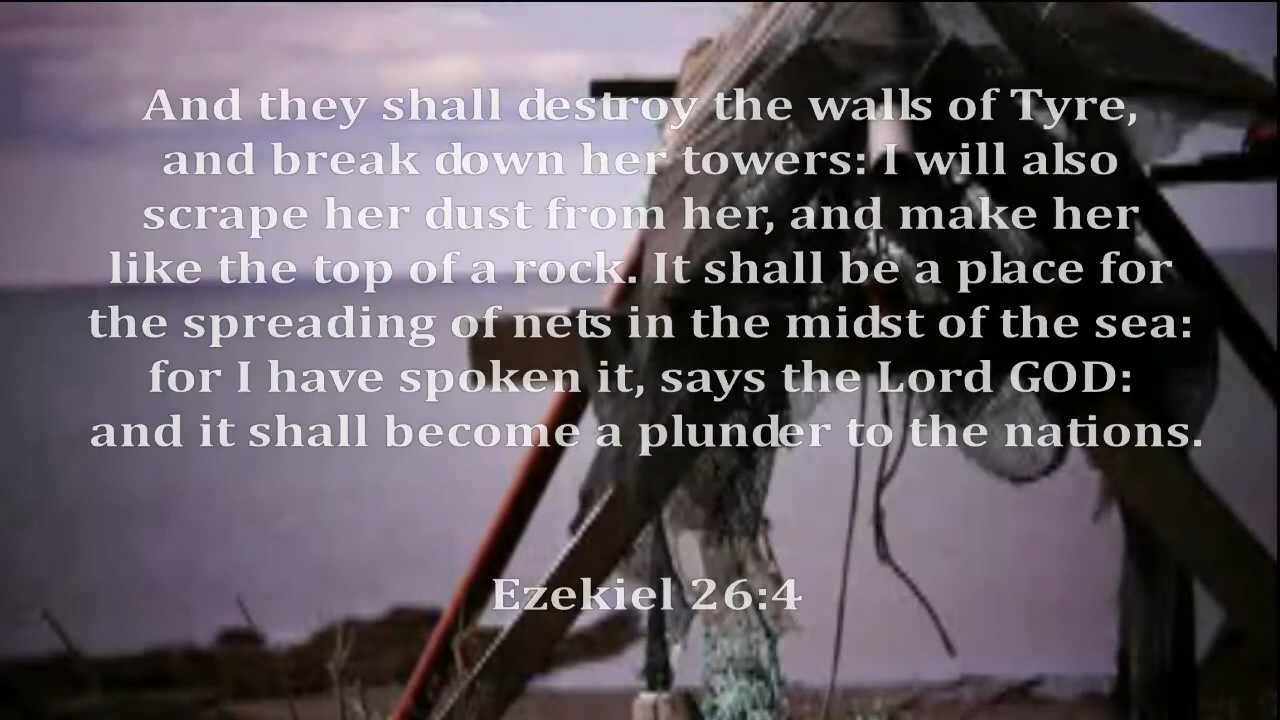 And they shall destroy the walls of Tyre,
and break down her towers: I will also
scrape her dust from her, and make her
like the top of a rock. It shall be a place for
the spreading of nets in the midst of the sea:
for I have spoken it, says the Lord GOD:
and it shall become a plunder to the nations.
Ezekiel 26:4